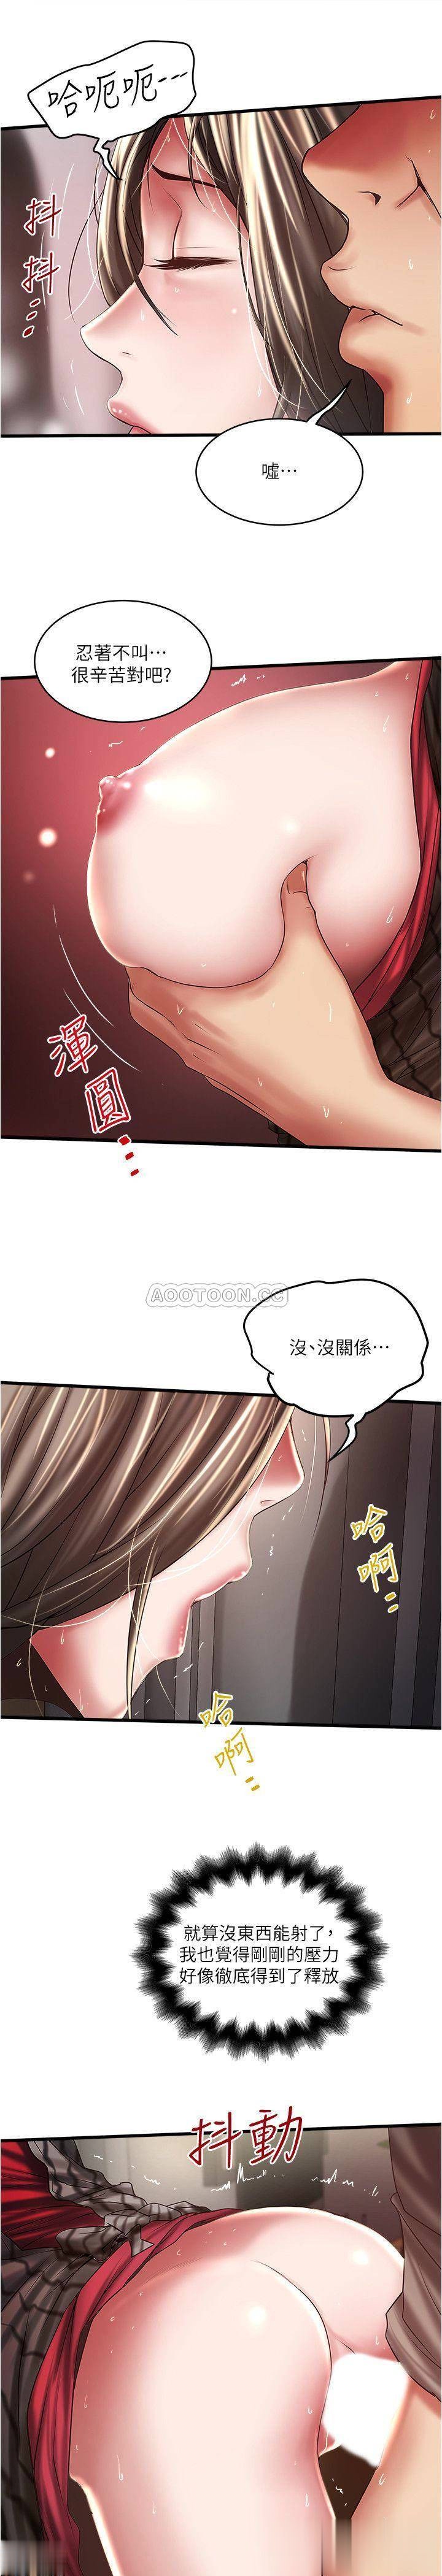 哈呃呃---
抖
抖
噓…
忍著不叫…
很辛苦對吧?
渾
圓
AOOTOON.CC
沒、沒關係…
哈
啊
哈
啊
就算沒東西能射了，
我也覺得剛剛的壓力
好像徹底得到了釋放
抖動